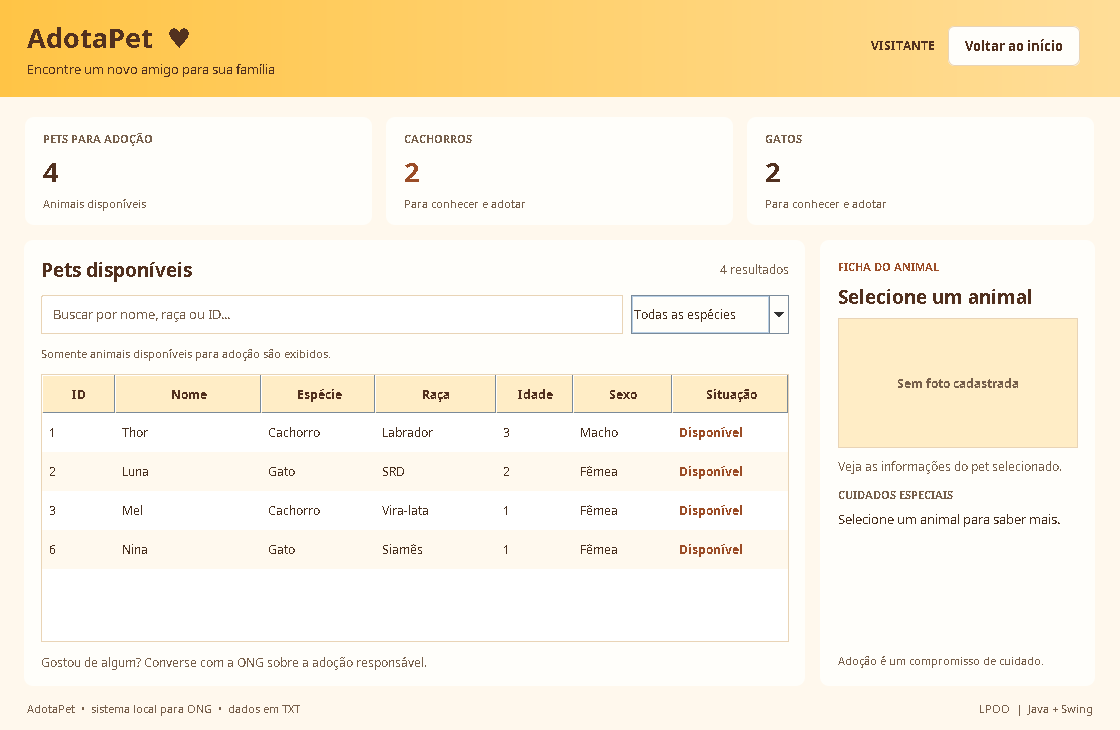 AdotaPet ♥
Encontre um novo amigo para sua família
VISITANTE
Voltar ao início
PETS PARA ADOÇÃO
4
Animais disponíveis
CACHORROS
2
Para conhecer e adotar
GATOS
2
Para conhecer e adotar
Pets disponíveis
4 resultados
Buscar por nome, raça ou ID...
Todas as espécies
Somente animais disponíveis para adoção são exibidos.
ID Nome Espécie Raça Idade Sexo Situação
1 Thor Cachorro Labrador 3 Macho Disponível
2 Luna Gato SRD 2 Fêmea Disponível
3 Mel Cachorro Vira-lata 1 Fêmea Disponível
6 Nina Gato Siamês 1 Fêmea Disponível
Gostou de algum? Converse com a ONG sobre a adoção responsável.
FICHA DO ANIMAL
Selecione um animal
Sem foto cadastrada
Veja as informações do pet selecionado.
CUIDADOS ESPECIAIS
Selecione um animal para saber mais.
Adoção é um compromisso de cuidado.
AdotaPet • sistema local para ONG • dados em TXT
LPOO | Java + Swing